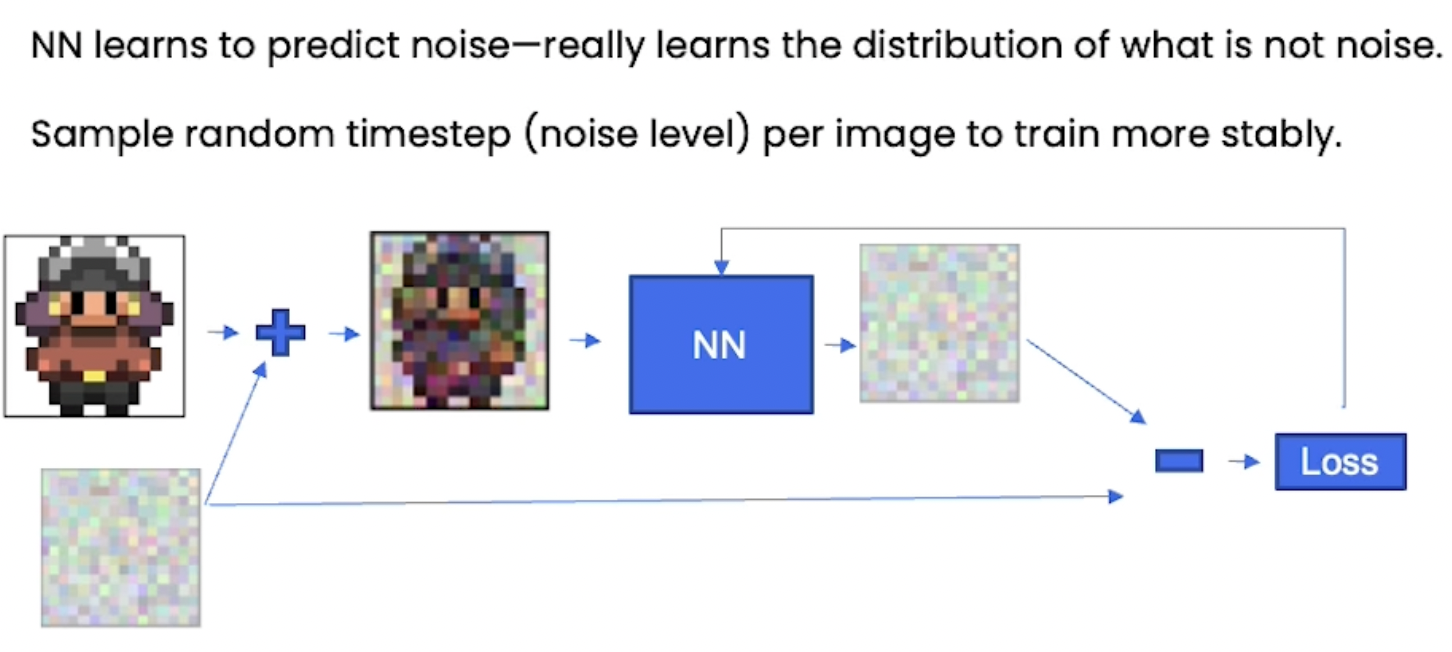 NN learns to predict noise—really learns the distribution of what is not noise.
Sample random timestep (noise level) per image to train more stably.
NN
Loss